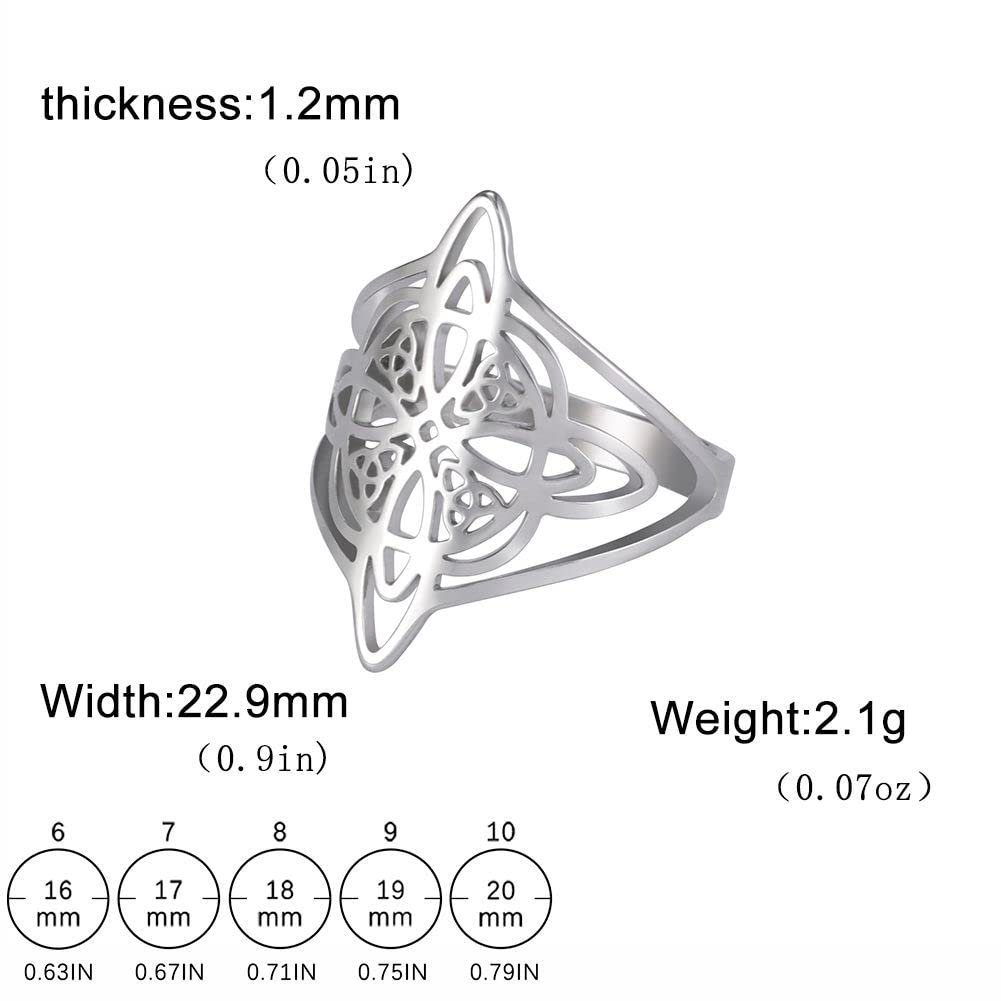 thickness:1.2mm
(0.05in)
Width:22.9mm
(0.9in)
Weight:2.1g
(0.07oz)
6 7 8 9 10
16 mm 17 mm 18 mm 19 mm 20 mm
0.63IN 0.67IN 0.71IN 0.75IN 0.79IN